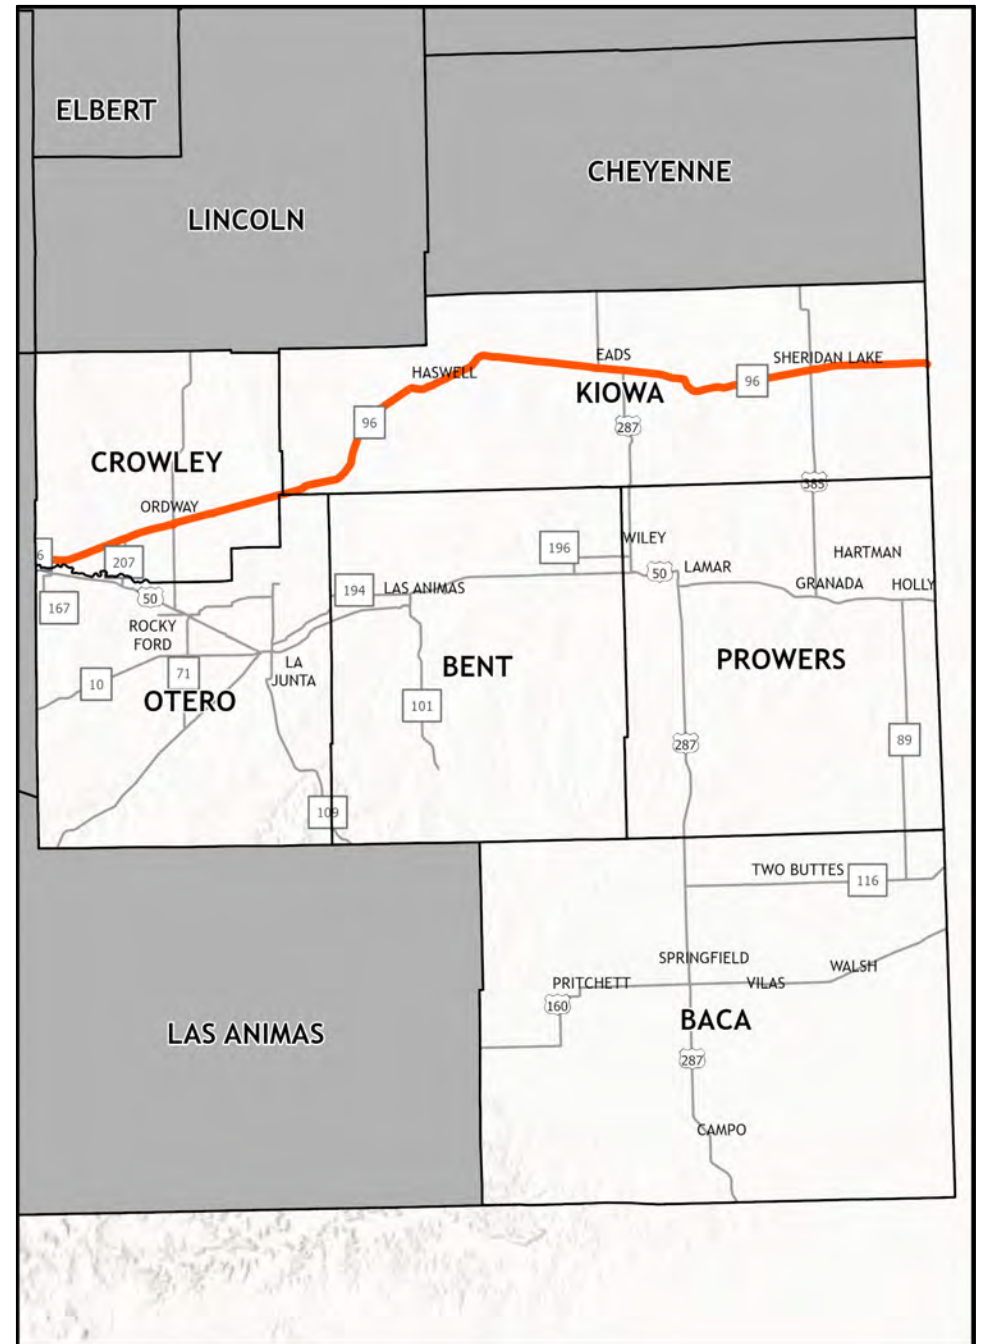 ELBERT
CHEYENNE
LINCOLN
EADS
SHERIDAN LAKE
HASWELL
96
KIOWA
96
287
CROWLEY
385
ORDWAY
WILEY
HARTMAN
196
6
207
50
LAMAR
GRANADA
HOLLY
194
LAS ANIMAS
50
167
ROCKY
FORD
LA
JUNTA
BENT
PROWERS
71
10
OTERO
101
89
287
109
TWO BUTTES
116
SPRINGFIELD
WALSH
PRITCHETT
VILAS
160
BACA
LAS ANIMAS
287
CAMPO